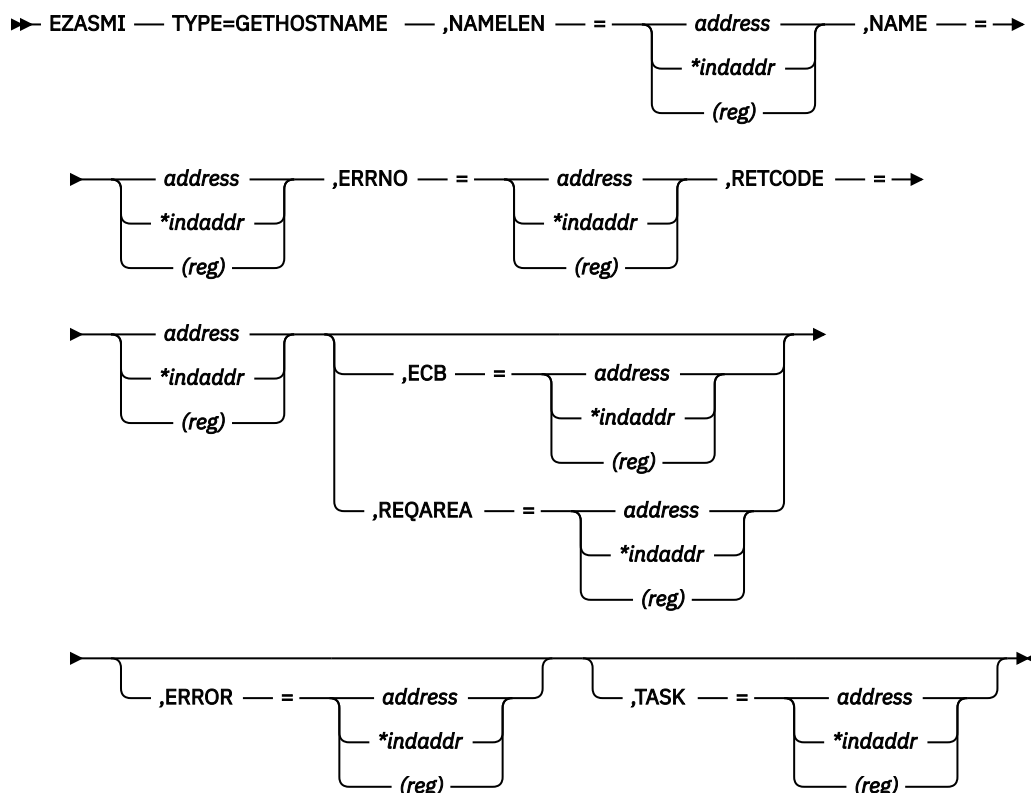 EZASMI TYPE=GETHOSTNAME ,NAMELEN = address ,NAME =
*indaddr
(reg)
address ,ERRNO = address ,RETCODE =
*indaddr *indaddr
(reg) (reg)
address
*indaddr ,ECB = address
(reg) *indaddr
(reg)
,REQAREA = address
*indaddr
(reg)
,ERROR = address ,TASK = address
*indaddr *indaddr
(reg) (reg)